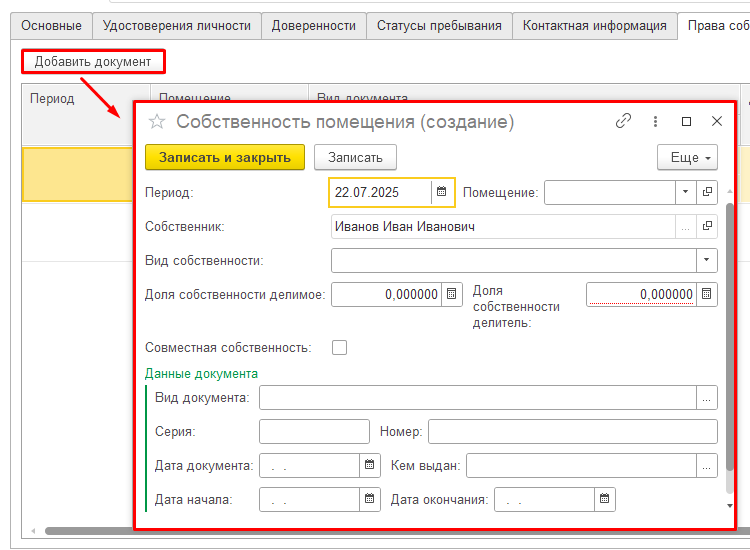 Основные Удостоверения личности Доверенности Статусы пребывания Контактная информация Права соб
Добавить документ
Период Помещение Вид документа
Собственность помещения (создание)
Записать и закрыть Записать Еще
Период: 22.07.2025 Помещение:
Собственник: Иванов Иван Иванович ...
Вид собственности:
Доля собственности делимое: 0,000000 Доля собственности делитель: 0,000000
Совместная собственность:
Данные документа
Вид документа: ...
Серия: Номер:
Дата документа: . . Кем выдан: ...
Дата начала: . . Дата окончания: . .